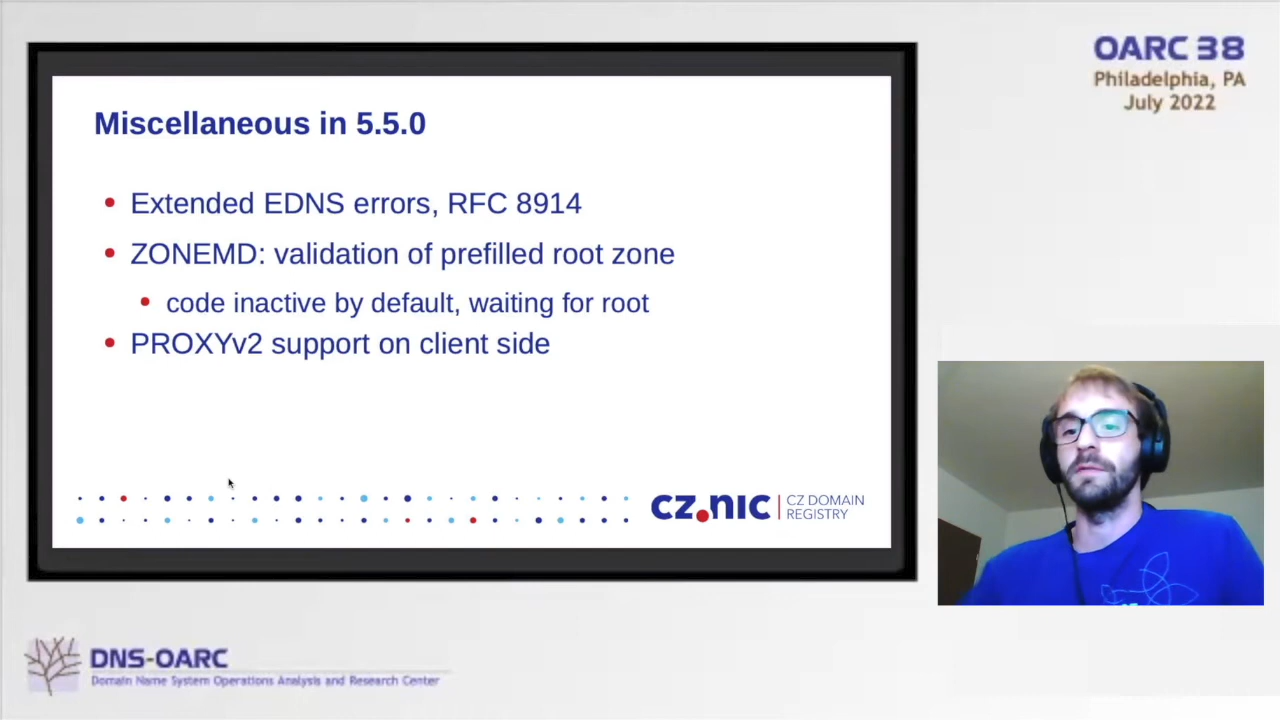 OARC 38
Philadelphia, PA
July 2022
Miscellaneous in 5.5.0
Extended EDNS errors, RFC 8914
ZONEMD: validation of prefilled root zone
code inactive by default, waiting for root
PROXYv2 support on client side
CZ.NIC | CZ DOMAIN
REGISTRY
DNS-OARC
Domain Name System Operations Analysis and Research Center